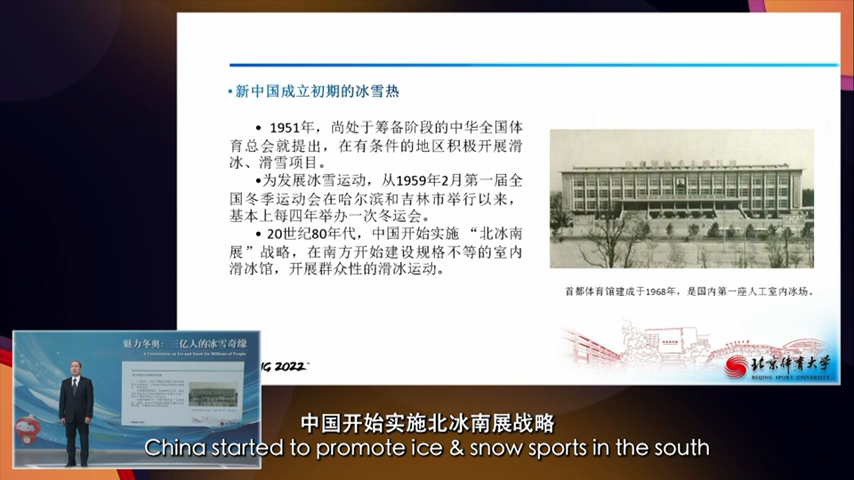 •新中国成立初期的冰雪热
• 1951年，尚处于筹备阶段的中华全国体
育总会就提出，在有条件的地区积极开展滑
冰、滑雪项目。
•为发展冰雪运动，从1959年2月第一届全
国冬季运动会在哈尔滨和吉林市举行以来，
基本上每四年举办一次冬运会。
• 20世纪80年代，中国开始实施 “北冰南
展”战略，在南方开始建设规格不等的室内
滑冰馆，开展群众性的滑冰运动。
首都体育馆建成于1968年，是国内第一座人工室内冰场。
北京体育大学
BEIJING SPORT UNIVERSITY
NG 2022
魅力冬奥：三亿人的冰雪奇缘
A Celebration on Ice and Snow for Millions of People
中国开始实施北冰南展战略
China started to promote ice & snow sports in the south